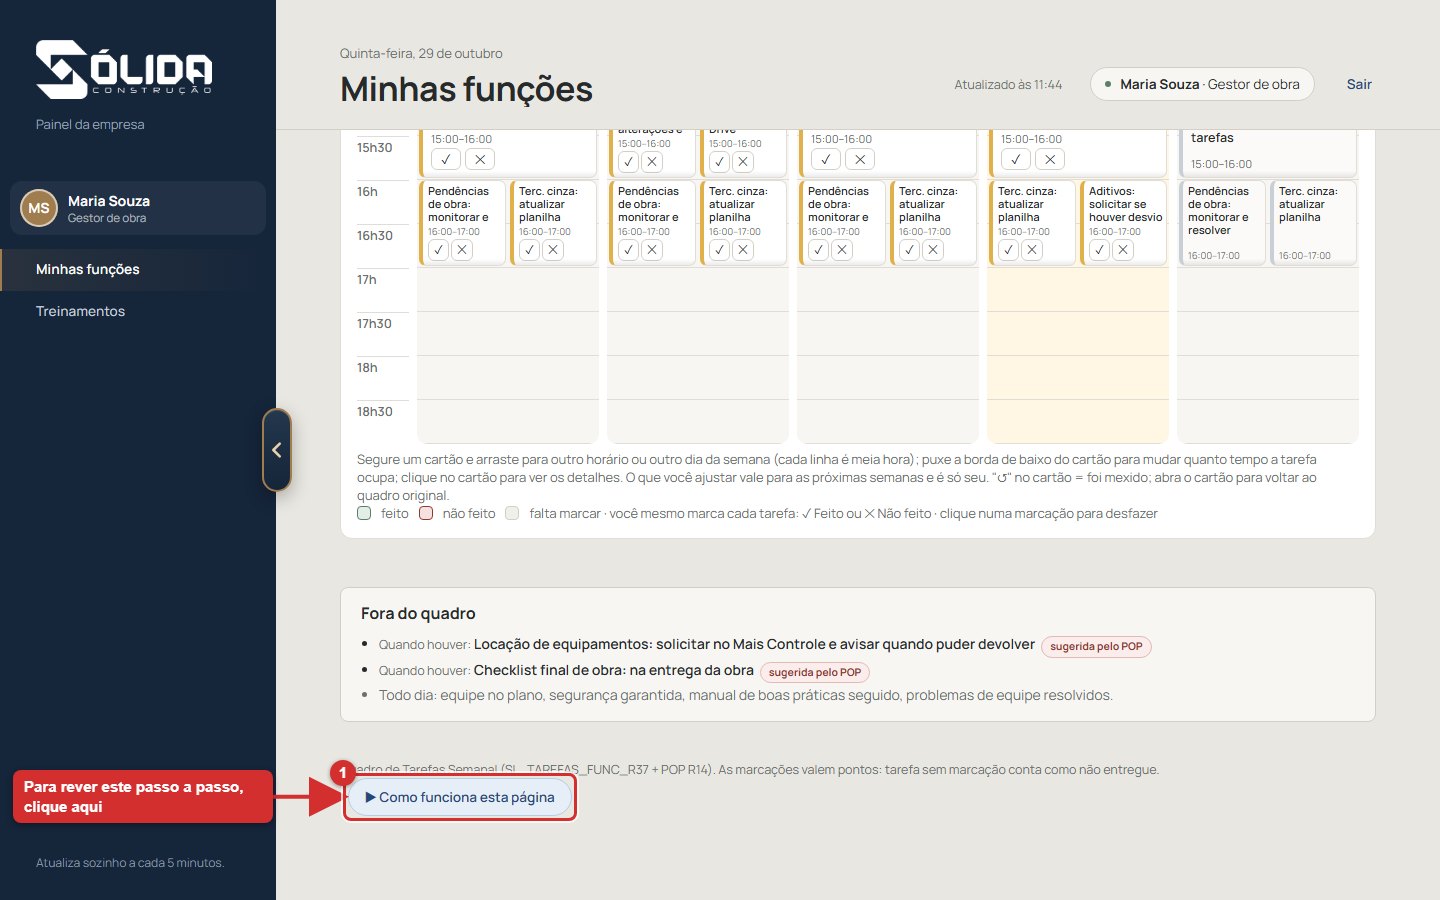 SÓLIDA
CONSTRUÇÃO
Painel da empresa
MS
Maria Souza
Gestor de obra
Minhas funções
Treinamentos
Para rever este passo a passo,
clique aqui
Atualiza sozinho a cada 5 minutos.
Quinta-feira, 29 de outubro
Minhas funções
Atualizado às 11:44
Maria Souza · Gestor de obra
Sair
15h30
15:00–16:00
✓ ✕
alterações e
15:00–16:00
✓ ✕
Drive
15:00–16:00
✓ ✕
15:00–16:00
✓ ✕
15:00–16:00
✓ ✕
tarefas
15:00–16:00
16h
16h30
Pendências
de obra:
monitorar e
16:00–17:00
✓ ✕
Terc. cinza:
atualizar
planilha
16:00–17:00
✓ ✕
Pendências
de obra:
monitorar e
16:00–17:00
✓ ✕
Terc. cinza:
atualizar
planilha
16:00–17:00
✓ ✕
Pendências
de obra:
monitorar e
16:00–17:00
✓ ✕
Terc. cinza:
atualizar
planilha
16:00–17:00
✓ ✕
Terc. cinza:
atualizar
planilha
16:00–17:00
✓ ✕
Aditivos:
solicitar se
houver desvio
16:00–17:00
✓ ✕
Pendências
de obra:
monitorar e
resolver
16:00–17:00
Terc. cinza:
atualizar
planilha
16:00–17:00
17h
17h30
18h
18h30
Segure um cartão e arraste para outro horário ou outro dia da semana (cada linha é meia hora); puxe a borda de baixo do cartão para mudar quanto tempo a tarefa
ocupa; clique no cartão para ver os detalhes. O que você ajustar vale para as próximas semanas e é só seu. "↺" no cartão = foi mexido; abra o cartão para voltar ao
quadro original.
feito não feito falta marcar · você mesmo marca cada tarefa: ✓ Feito ou ✕ Não feito · clique numa marcação para desfazer
Fora do quadro
• Quando houver: Locação de equipamentos: solicitar no Mais Controle e avisar quando puder devolver sugerida pelo POP
• Quando houver: Checklist final de obra: na entrega da obra sugerida pelo POP
• Todo dia: equipe no plano, segurança garantida, manual de boas práticas seguido, problemas de equipe resolvidos.
de Tarefas Semanal (SL_TAREFAS_FUNC_R37 + POP R14). As marcações valem pontos: tarefa sem marcação conta como não entregue.
1
▶ Como funciona esta página